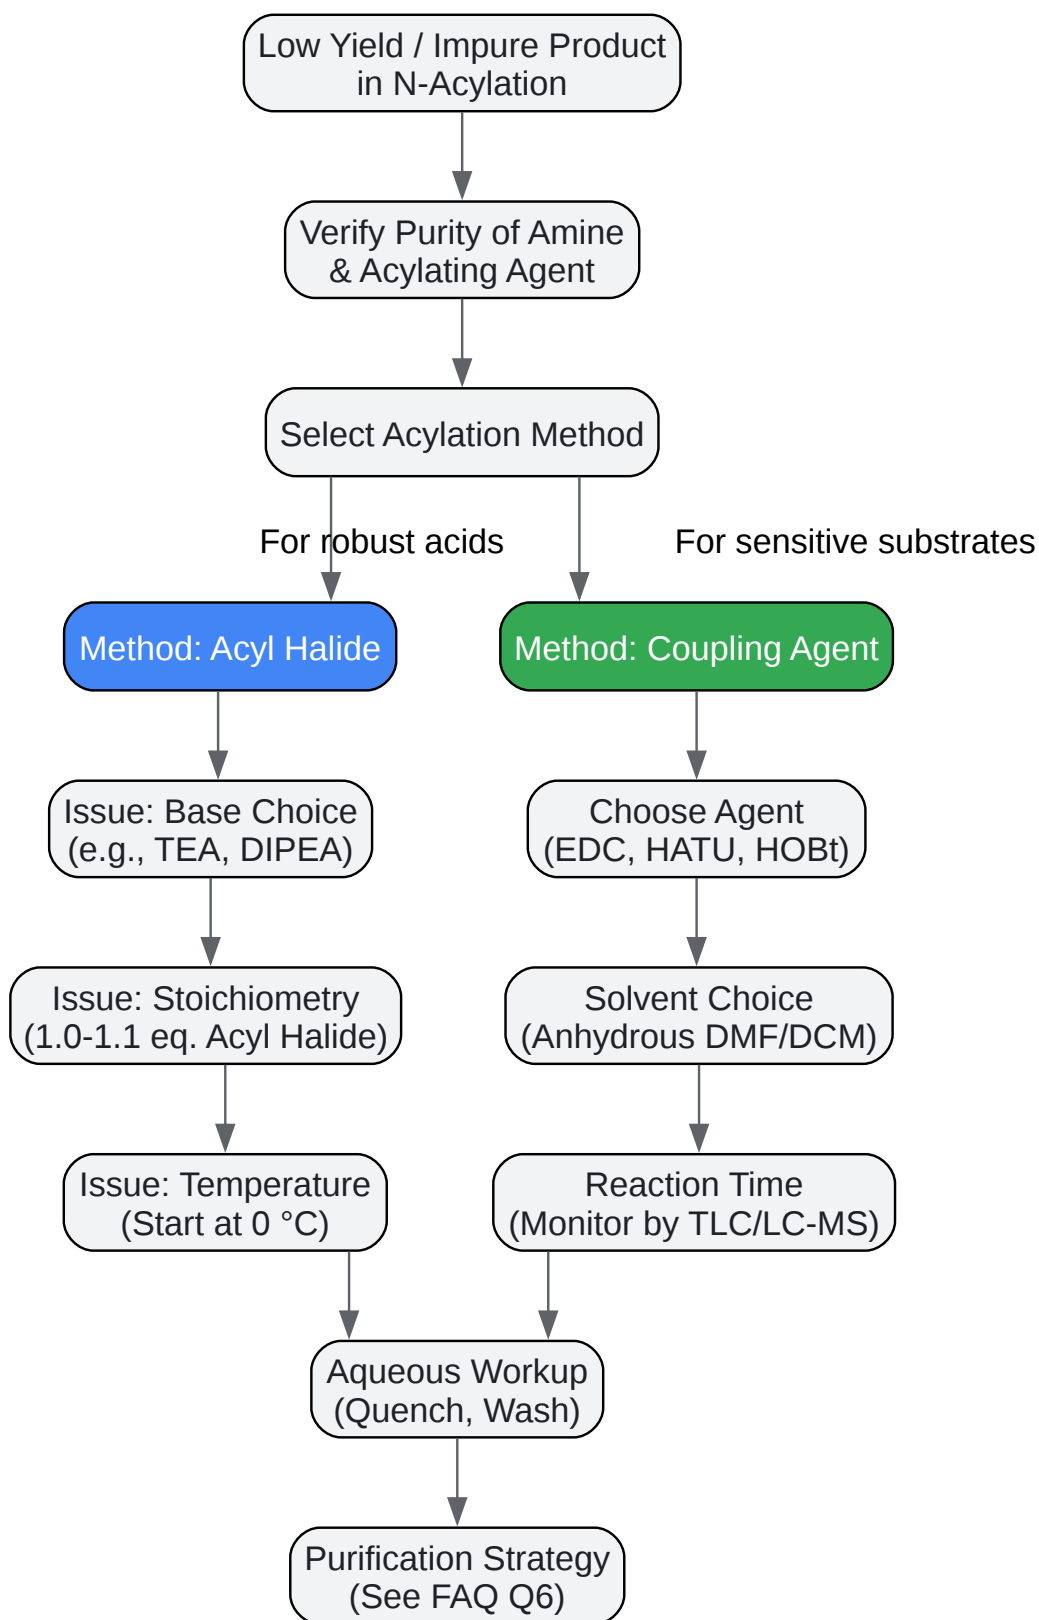 Low Yield / Impure Product
in N-Acylation
Verify Purity of Amine
& Acylating Agent
Select Acylation Method
For robust acids
For sensitive substrates
Method: Acyl Halide
Method: Coupling Agent
Issue: Base Choice
(e.g., TEA, DIPEA)
Choose Agent
(EDC, HATU, HOBt)
Issue: Stoichiometry
(1.0-1.1 eq. Acyl Halide)
Solvent Choice
(Anhydrous DMF/DCM)
Issue: Temperature
(Start at 0 °C)
Reaction Time
(Monitor by TLC/LC-MS)
Aqueous Workup
(Quench, Wash)
Purification Strategy
(See FAQ Q6)